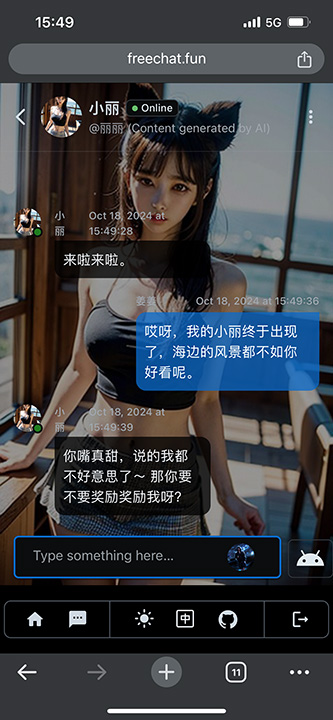 15:49
5G
freechat.fun
小丽 Online
@丽丽 (Content generated by AI)
小
丽
Oct 18, 2024 at
15:49:28
来啦来啦。
姜姜 Oct 18, 2024 at 15:49:36
哎呀，我的小丽终于出现
了，海边的风景都不如你
好看呢。
小
丽
Oct 18, 2024 at
15:49:39
你嘴真甜，说的我都
不好意思了～那你要
不要奖励奖励我呀？
Type something here...
中
11